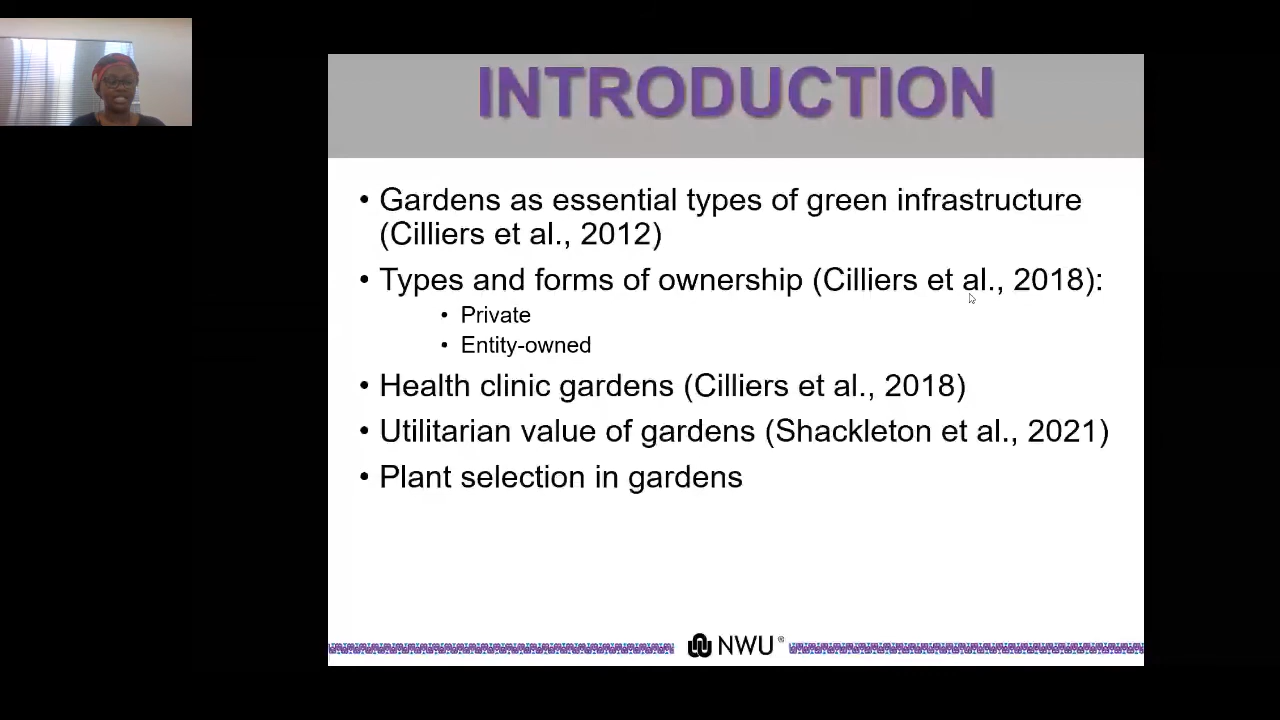 INTRODUCTION
• Gardens as essential types of green infrastructure
(Cilliers et al., 2012)
• Types and forms of ownership (Cilliers et al., 2018):
• Private
• Entity-owned
• Health clinic gardens (Cilliers et al., 2018)
• Utilitarian value of gardens (Shackleton et al., 2021)
• Plant selection in gardens
NWU®